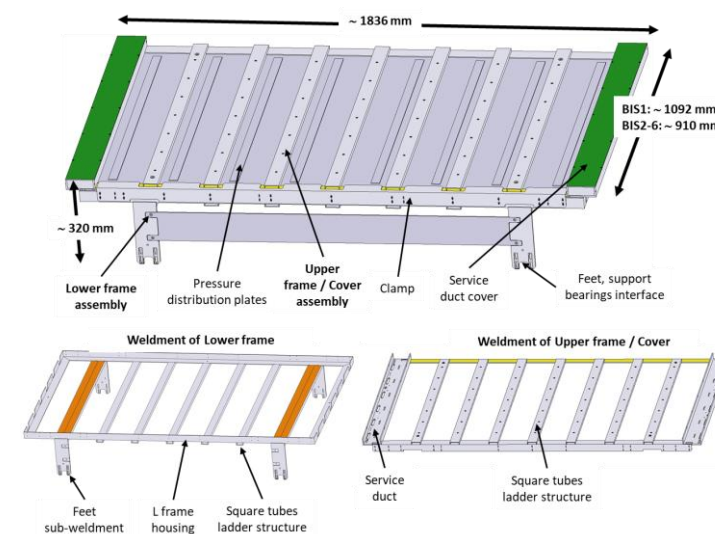 ~ 1836 mm
BIS1: ~ 1092 mm
BIS2-6: ~ 910 mm
~ 320 mm
Lower frame
assembly
Pressure
distribution plates
Upper
frame / Cover
assembly
Clamp
Service
duct cover
Feet, support
bearings interface
Weldment of Lower frame
Feet
sub-weldment
L frame
housing
Square tubes
ladder structure
Weldment of Upper frame / Cover
Service
duct
Square tubes
ladder structure